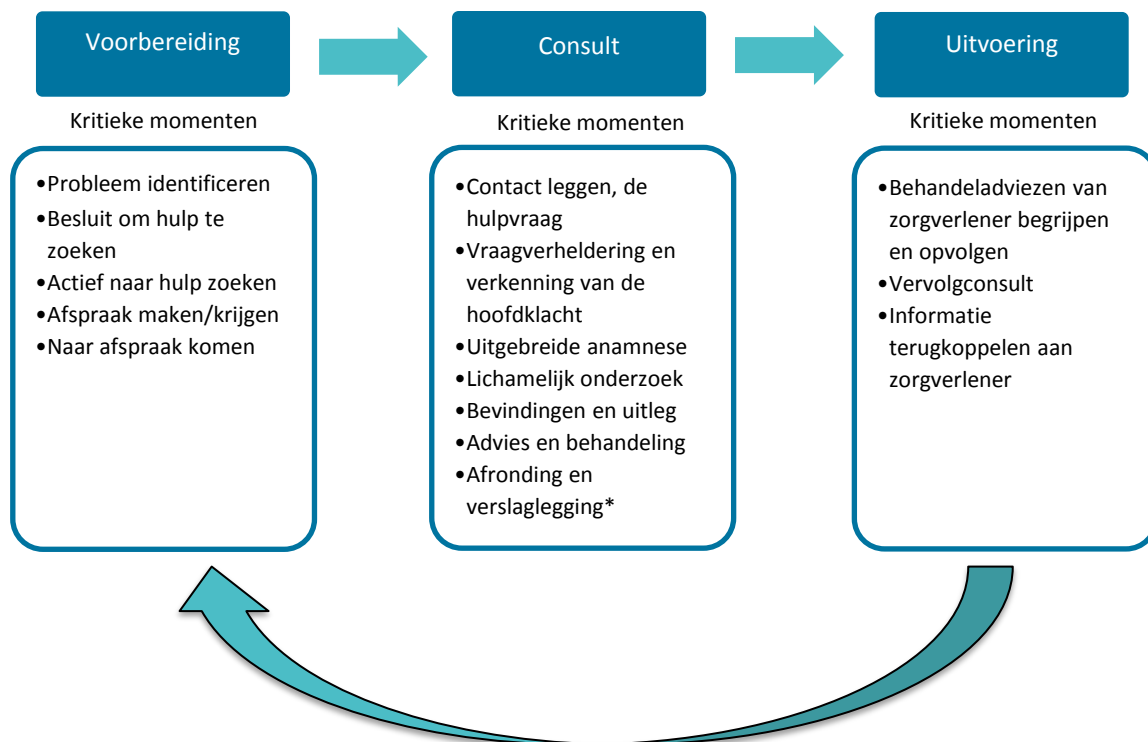 Voorbereiding
Kritieke momenten
•Probleem identificeren
•Besluit om hulp te
zoeken
•Actief naar hulp zoeken
•Afspraak maken/krijgen
•Naar afspraak komen
Consult
Kritieke momenten
•Contact leggen, de
hulpvraag
•Vraagverheldering en
verkenning van de
hoofdklacht
•Uitgebreide anamnese
•Lichamelijk onderzoek
•Bevindingen en uitleg
•Advies en behandeling
•Afronding en
verslaglegging*
Uitvoering
Kritieke momenten
•Behandeladviezen van
zorgverlener begrijpen
en opvolgen
•Vervolgconsult
•Informatie
terugkoppelen aan
zorgverlener